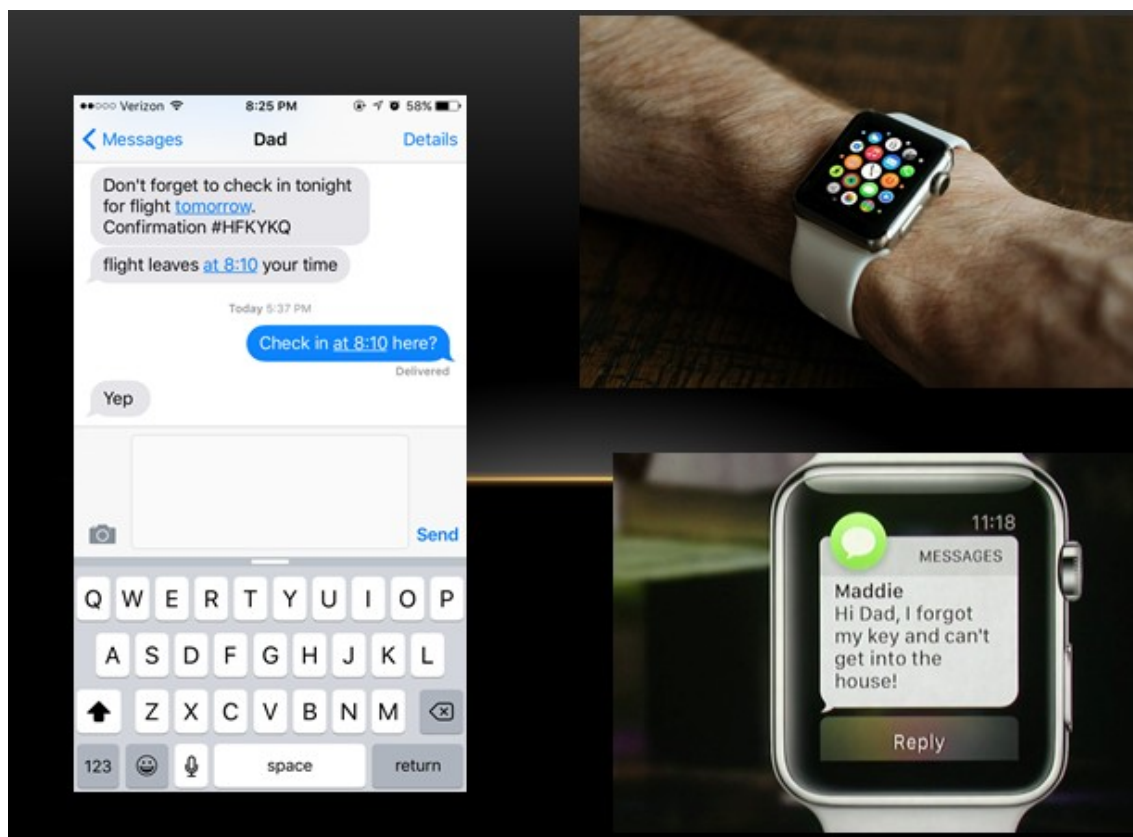 Verizon 8:25 PM 58%
Messages Dad Details
Don't forget to check in tonight
for flight tomorrow.
Confirmation #HFKYKQ
flight leaves at 8:10 your time
Today 5:37 PM
Check in at 8:10 here?
Delivered
Yep
Send
Q W E R T Y U I O P
A S D F G H J K L
Z X C V B N M
123 space return
11:18
MESSAGES
Maddie
Hi Dad, I forgot
my key and can't
get into the
house!
Reply